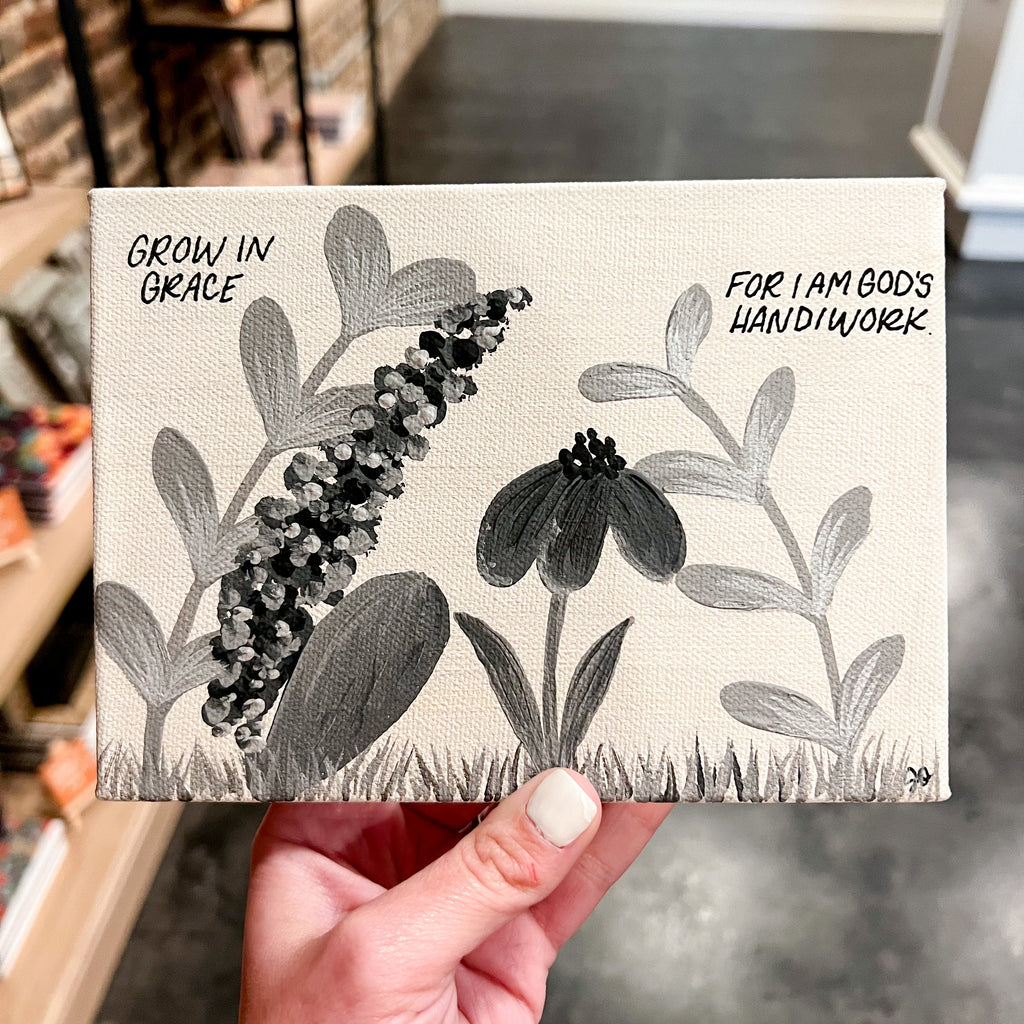 GROW IN
GRACE
FOR I AM GOD'S
HANDIWORK.